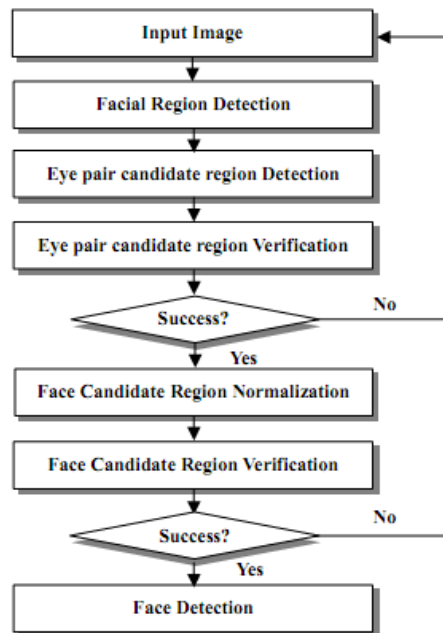 Input Image
Facial Region Detection
Eye pair candidate region Detection
Eye pair candidate region Verification
Success?
No
Yes
Face Candidate Region Normalization
Face Candidate Region Verification
Success?
No
Yes
Face Detection